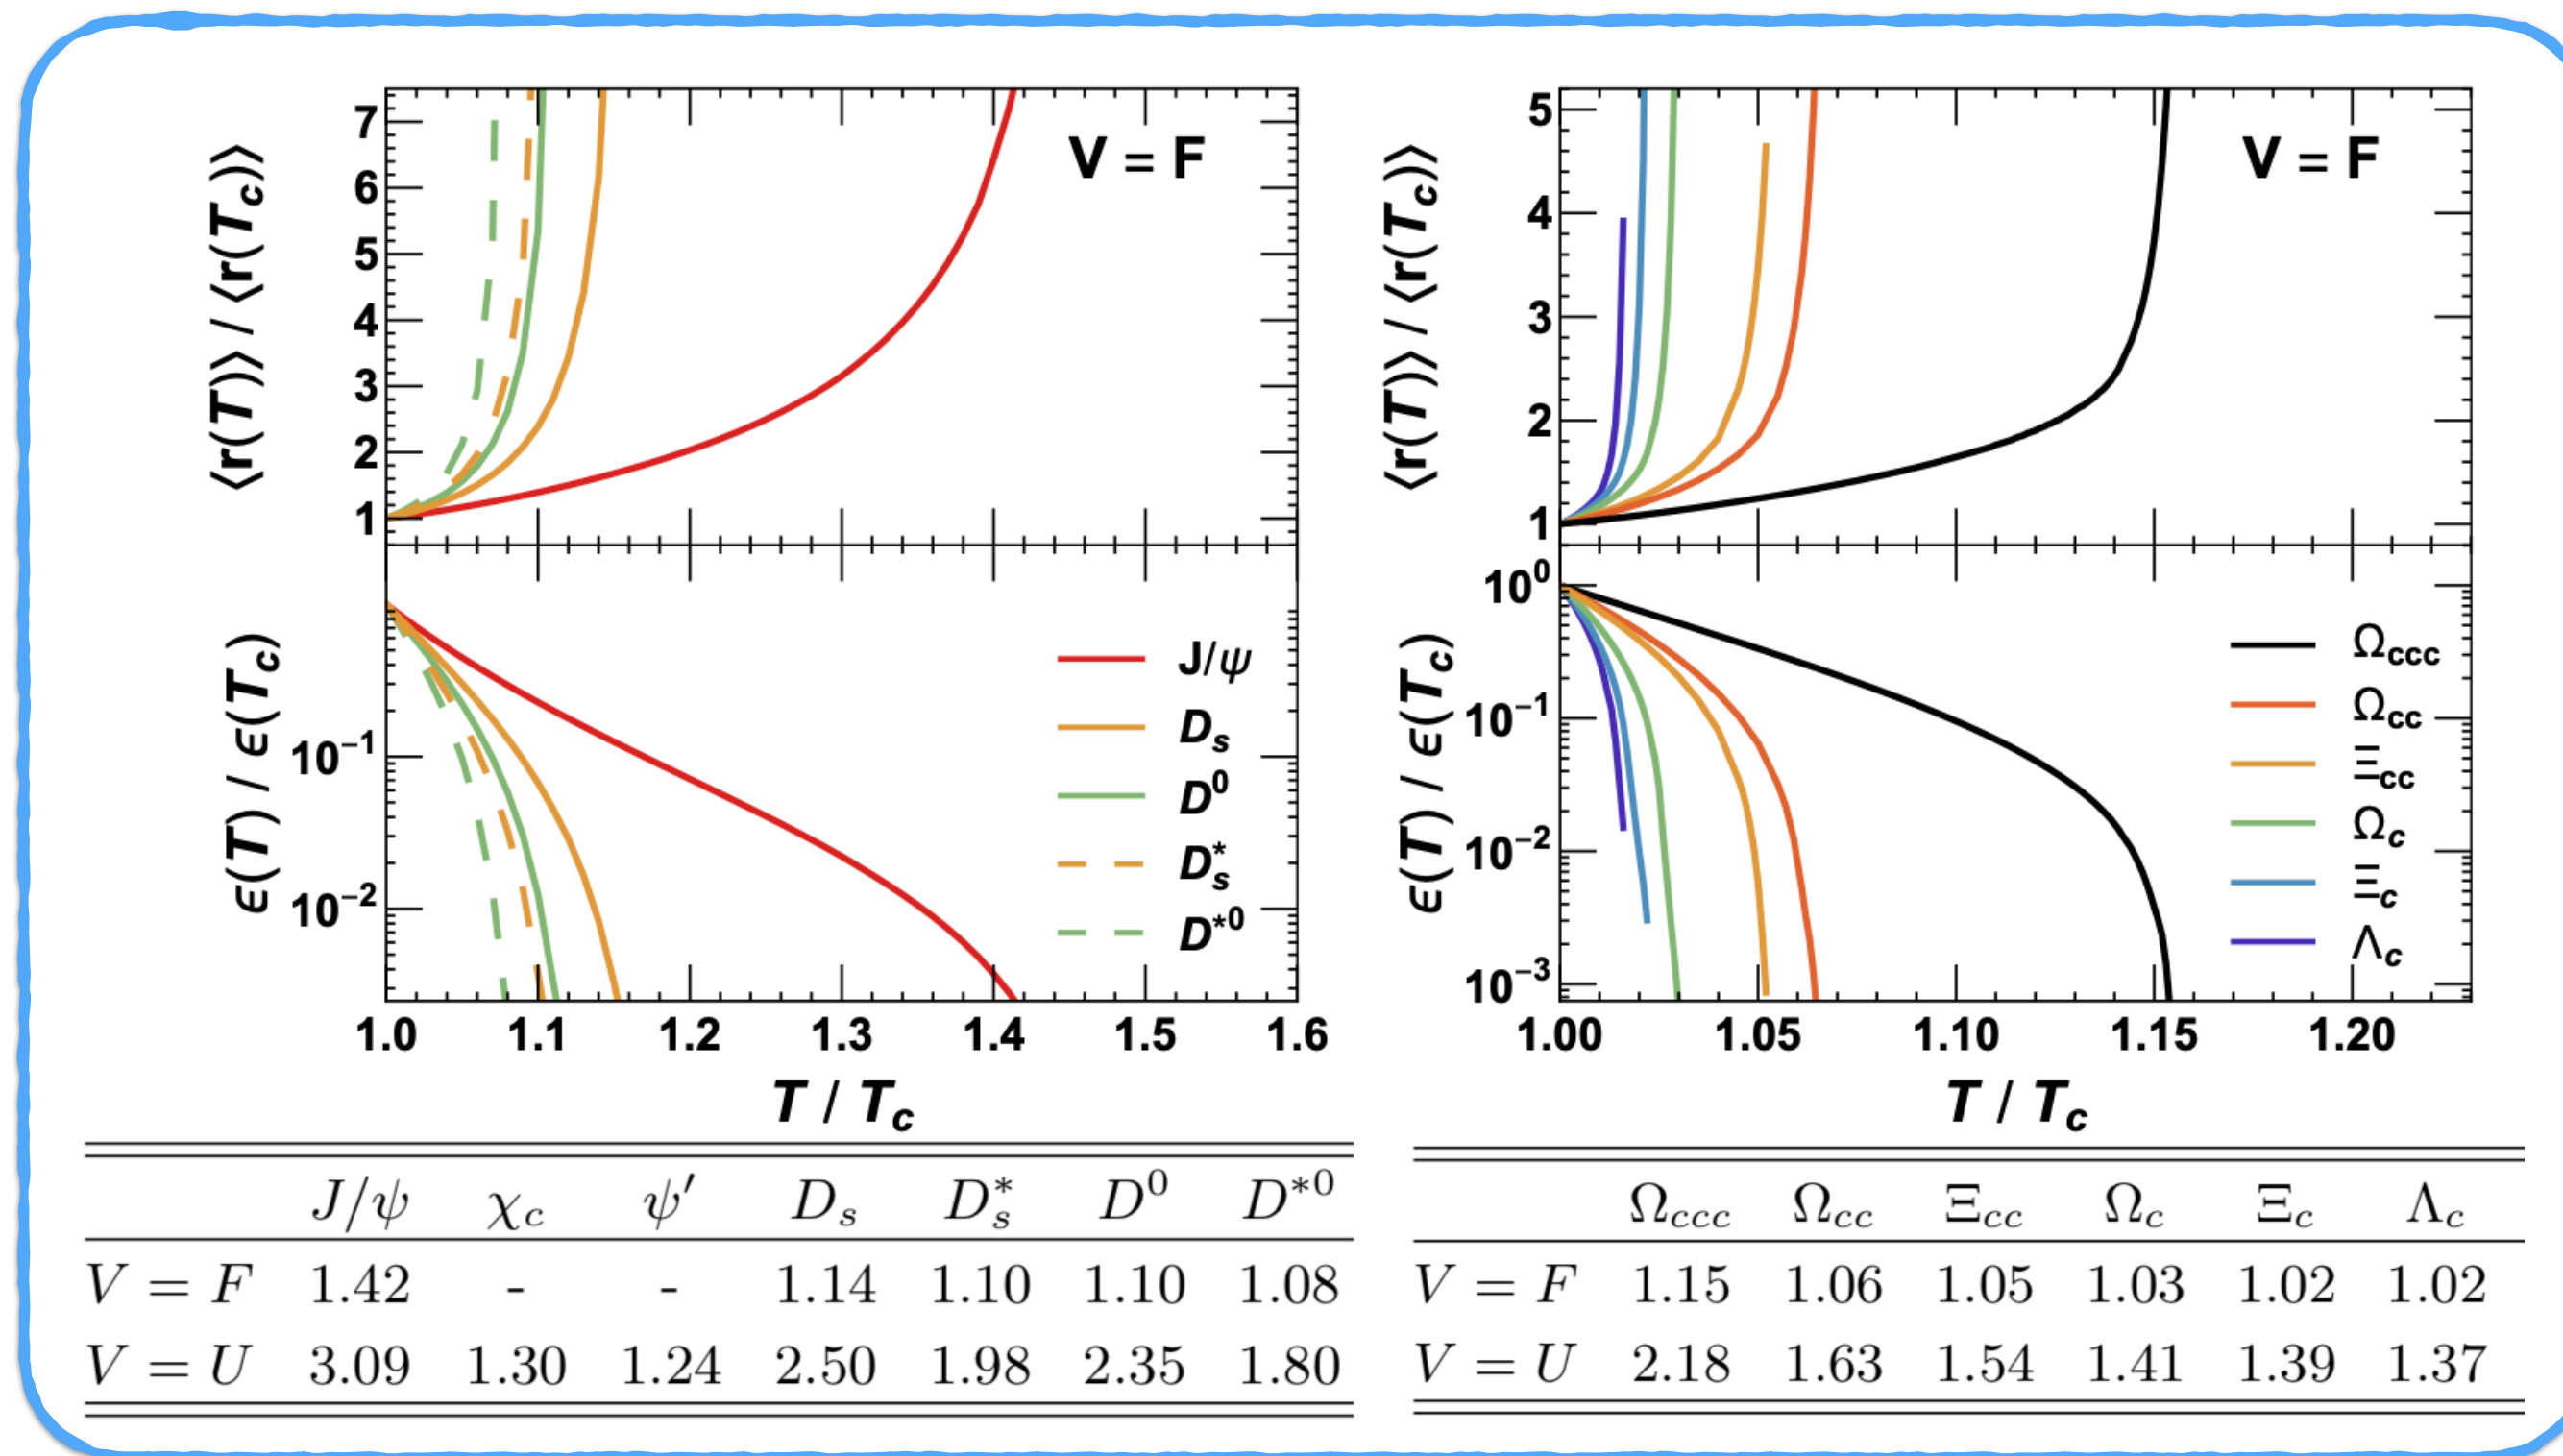 7
6
5
4
3
2
1
⟨r(T)⟩ / ⟨r(T_c)⟩
V = F
10⁻¹
10⁻²
ϵ(T) / ϵ(T_c)
J/ψ
D_s
D⁰
D_s^*
D^{*0}
1.0 1.1 1.2 1.3 1.4 1.5 1.6
T / T_c
5
4
3
2
1
⟨r(T)⟩ / ⟨r(T_c)⟩
V = F
10⁰
10⁻¹
10⁻²
10⁻³
ϵ(T) / ϵ(T_c)
Ω_ccc
Ω_cc
Ξ_cc
Ω_c
Ξ_c
Λ_c
1.00 1.05 1.10 1.15 1.20
T / T_c
J/ψ χ_c ψ′ D_s D_s^* D⁰ D^{*0}
V = F 1.42 - - 1.14 1.10 1.10 1.08
V = U 3.09 1.30 1.24 2.50 1.98 2.35 1.80
Ω_ccc Ω_cc Ξ_cc Ω_c Ξ_c Λ_c
V = F 1.15 1.06 1.05 1.03 1.02 1.02
V = U 2.18 1.63 1.54 1.41 1.39 1.37